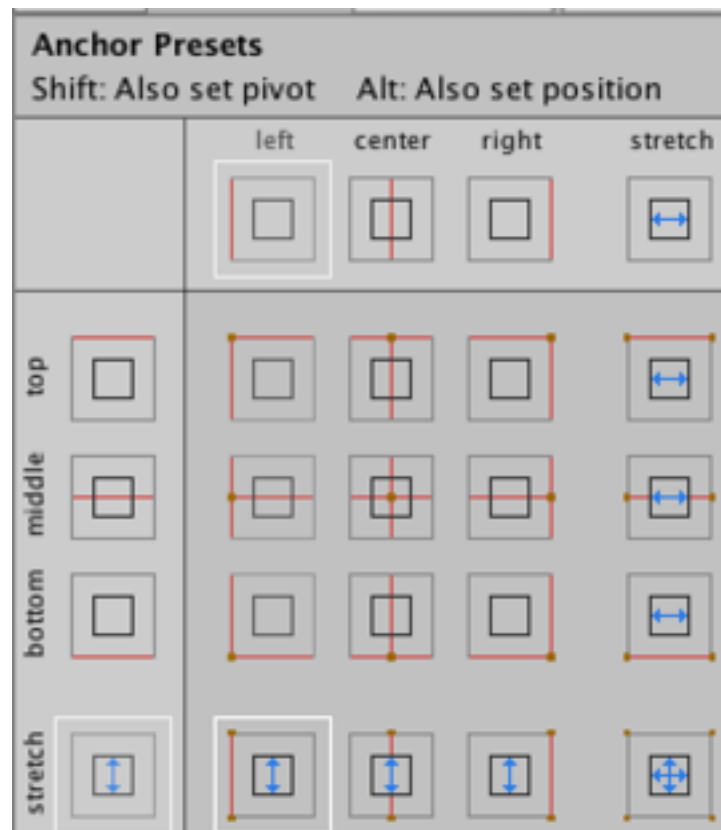 Anchor Presets
Shift: Also set pivot Alt: Also set position
left center right stretch
top
middle
bottom
stretch